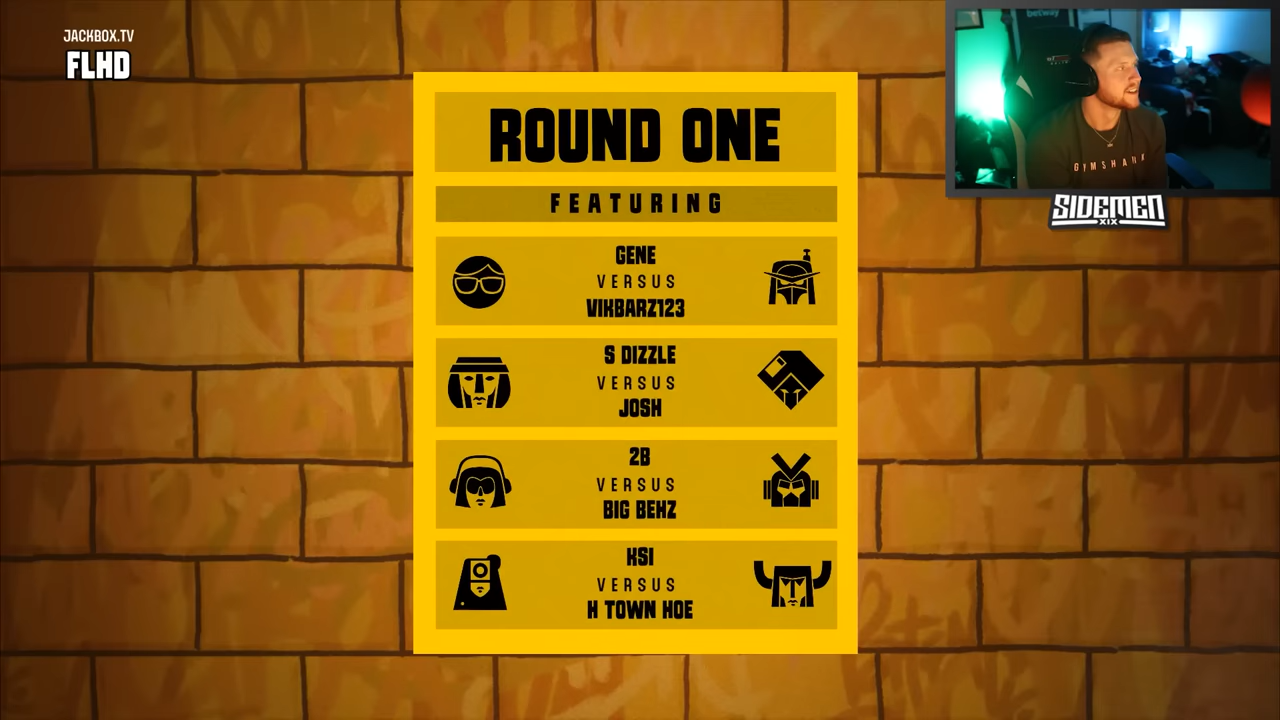 JACKBOX.TV
FLHD
ROUND ONE
FEATURING
GENE
VERSUS
VIKBARZ123
S DIZZLE
VERSUS
JOSH
2B
VERSUS
BIG BEHZ
KSI
VERSUS
H TOWN HOE
betway
GYMSHARK
SIDEMEN
XIX